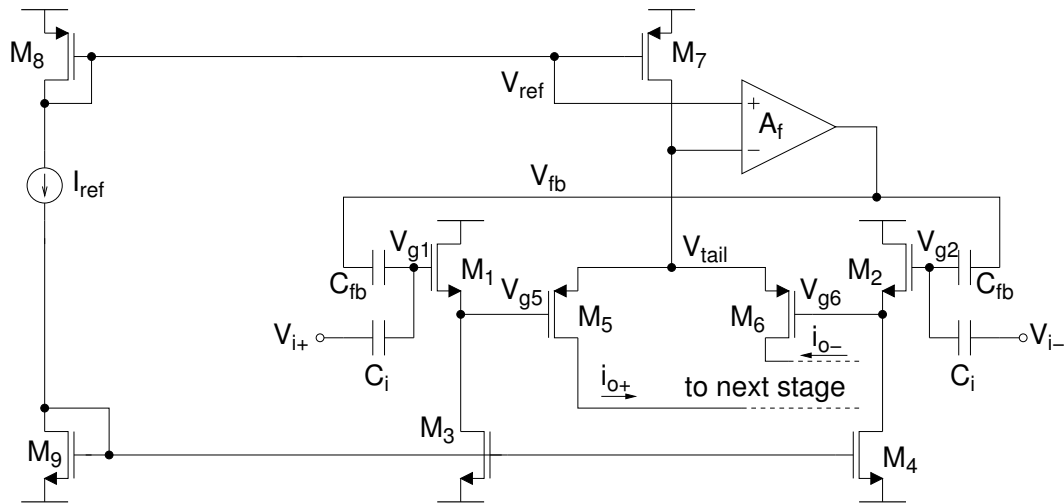 M8
M7
Vref
+
Af
−
Iref
Vfb
Vg1
Vtail
Vg2
M1
M2
Cfb
Vg5
Vg6
Cfb
M5
M6
Vi+
Vi−
io−
Ci
Ci
io+
to next stage
M3
M9
M4